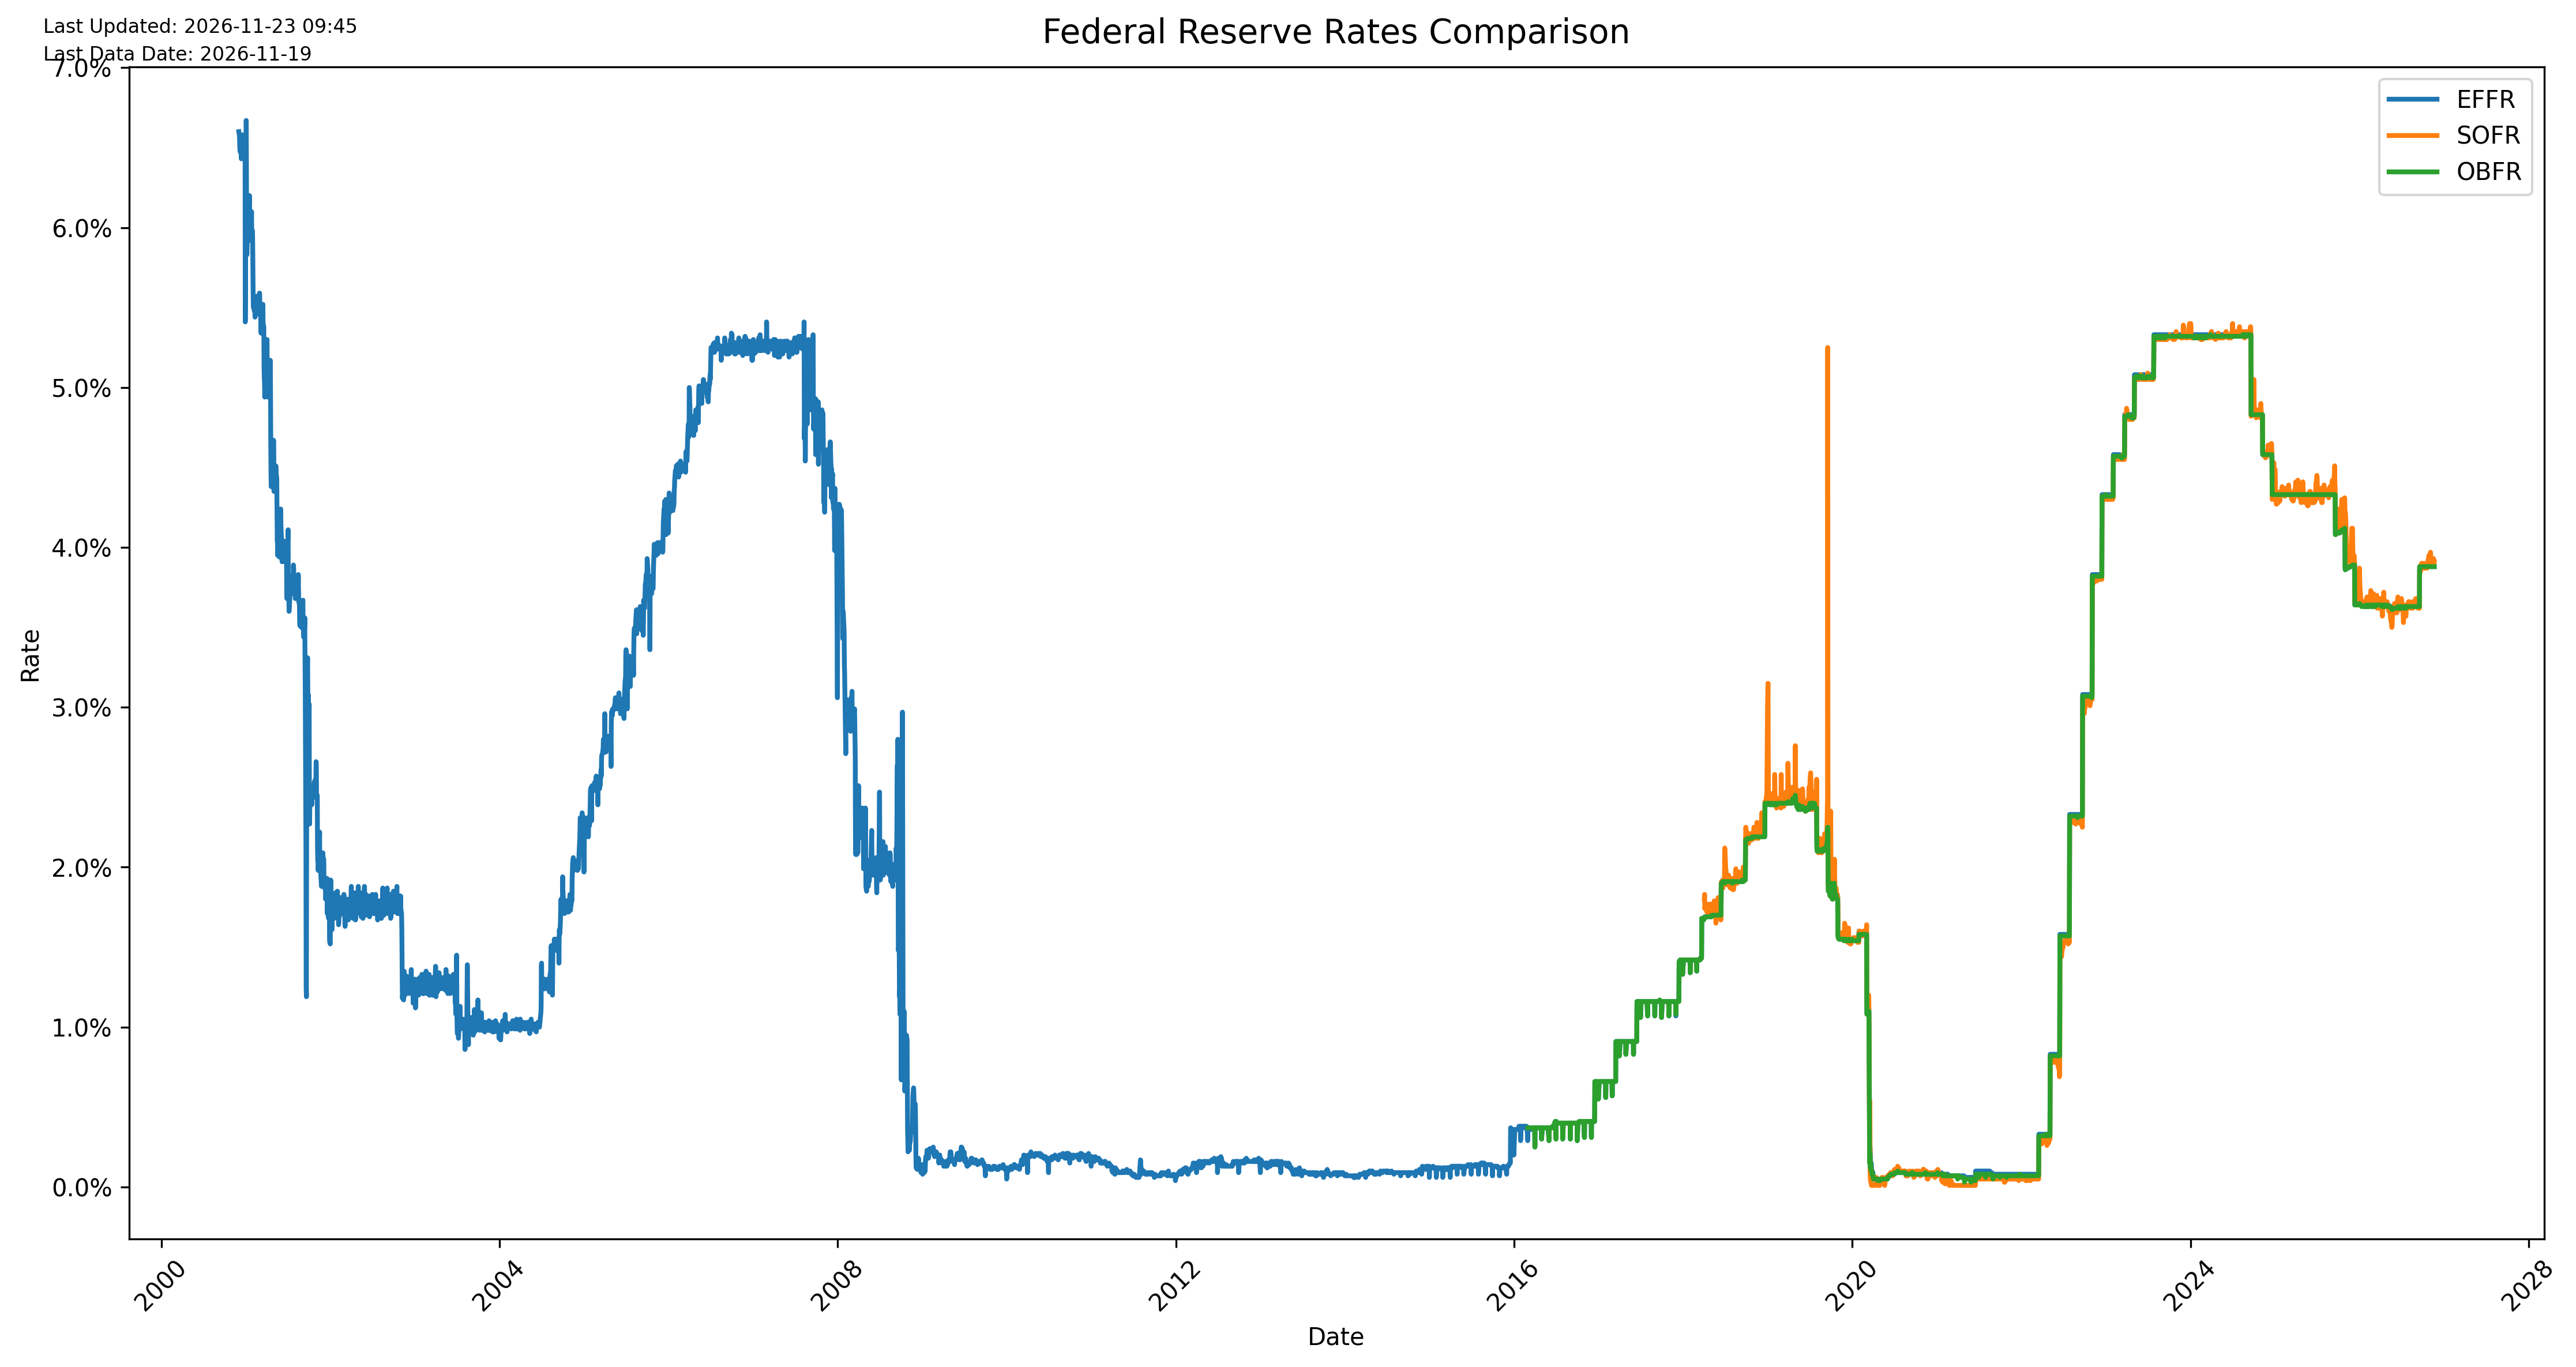 Last Updated: 2026-11-23 09:45
Last Data Date: 2026-11-19
Federal Reserve Rates Comparison
EFFR
SOFR
OBFR
7.0%
6.0%
5.0%
4.0%
3.0%
2.0%
1.0%
0.0%
Rate
2000
2004
2008
2012
2016
2020
2024
2028
Date